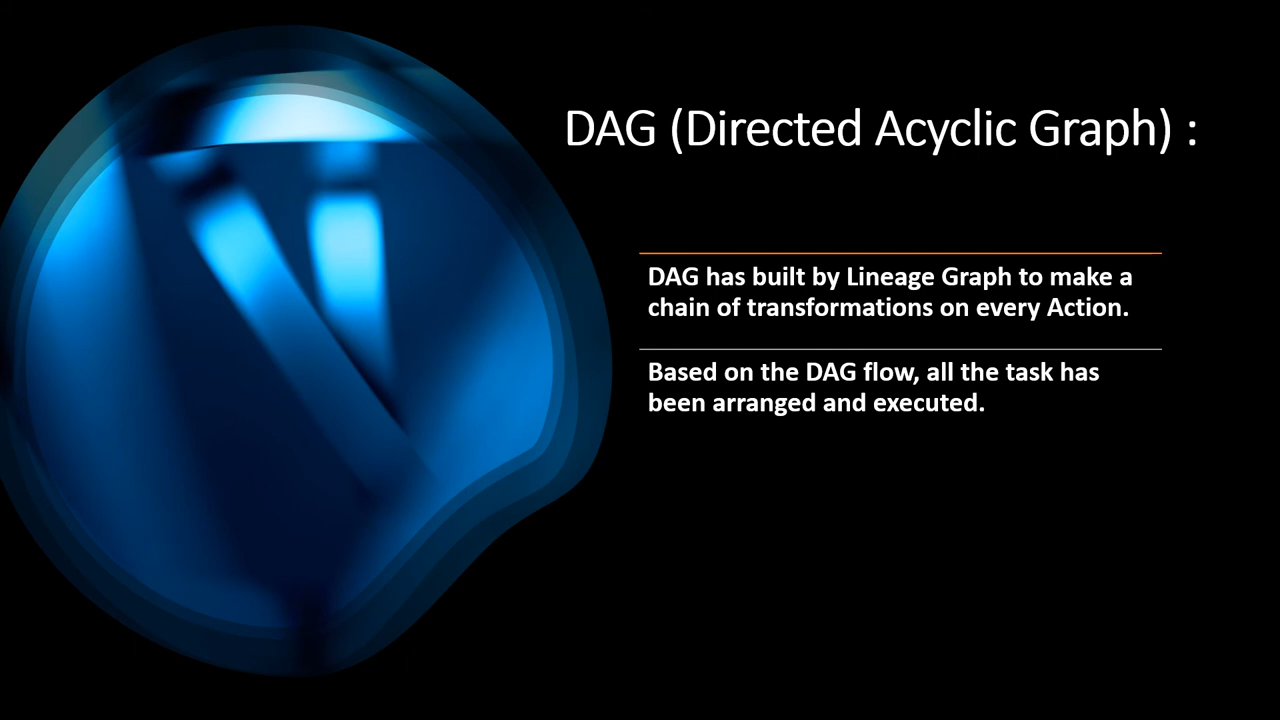 DAG (Directed Acyclic Graph) :
DAG has built by Lineage Graph to make a
chain of transformations on every Action.
Based on the DAG flow, all the task has
been arranged and executed.